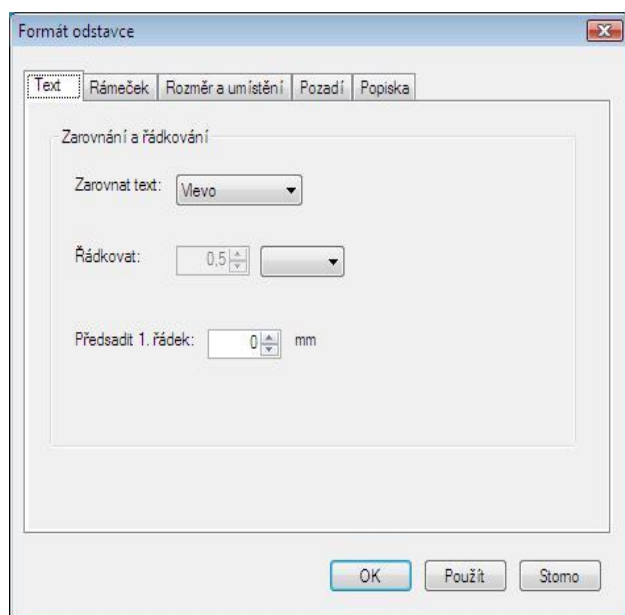 Formát odstavce
Text Rámeček Rozměr a umístění Pozadí Popiska
Zarovnání a řádkování
Zarovnat text: Vlevo
Řádkovat: 0,5
Předsadit 1. řádek: 0 mm
OK Použít Storno